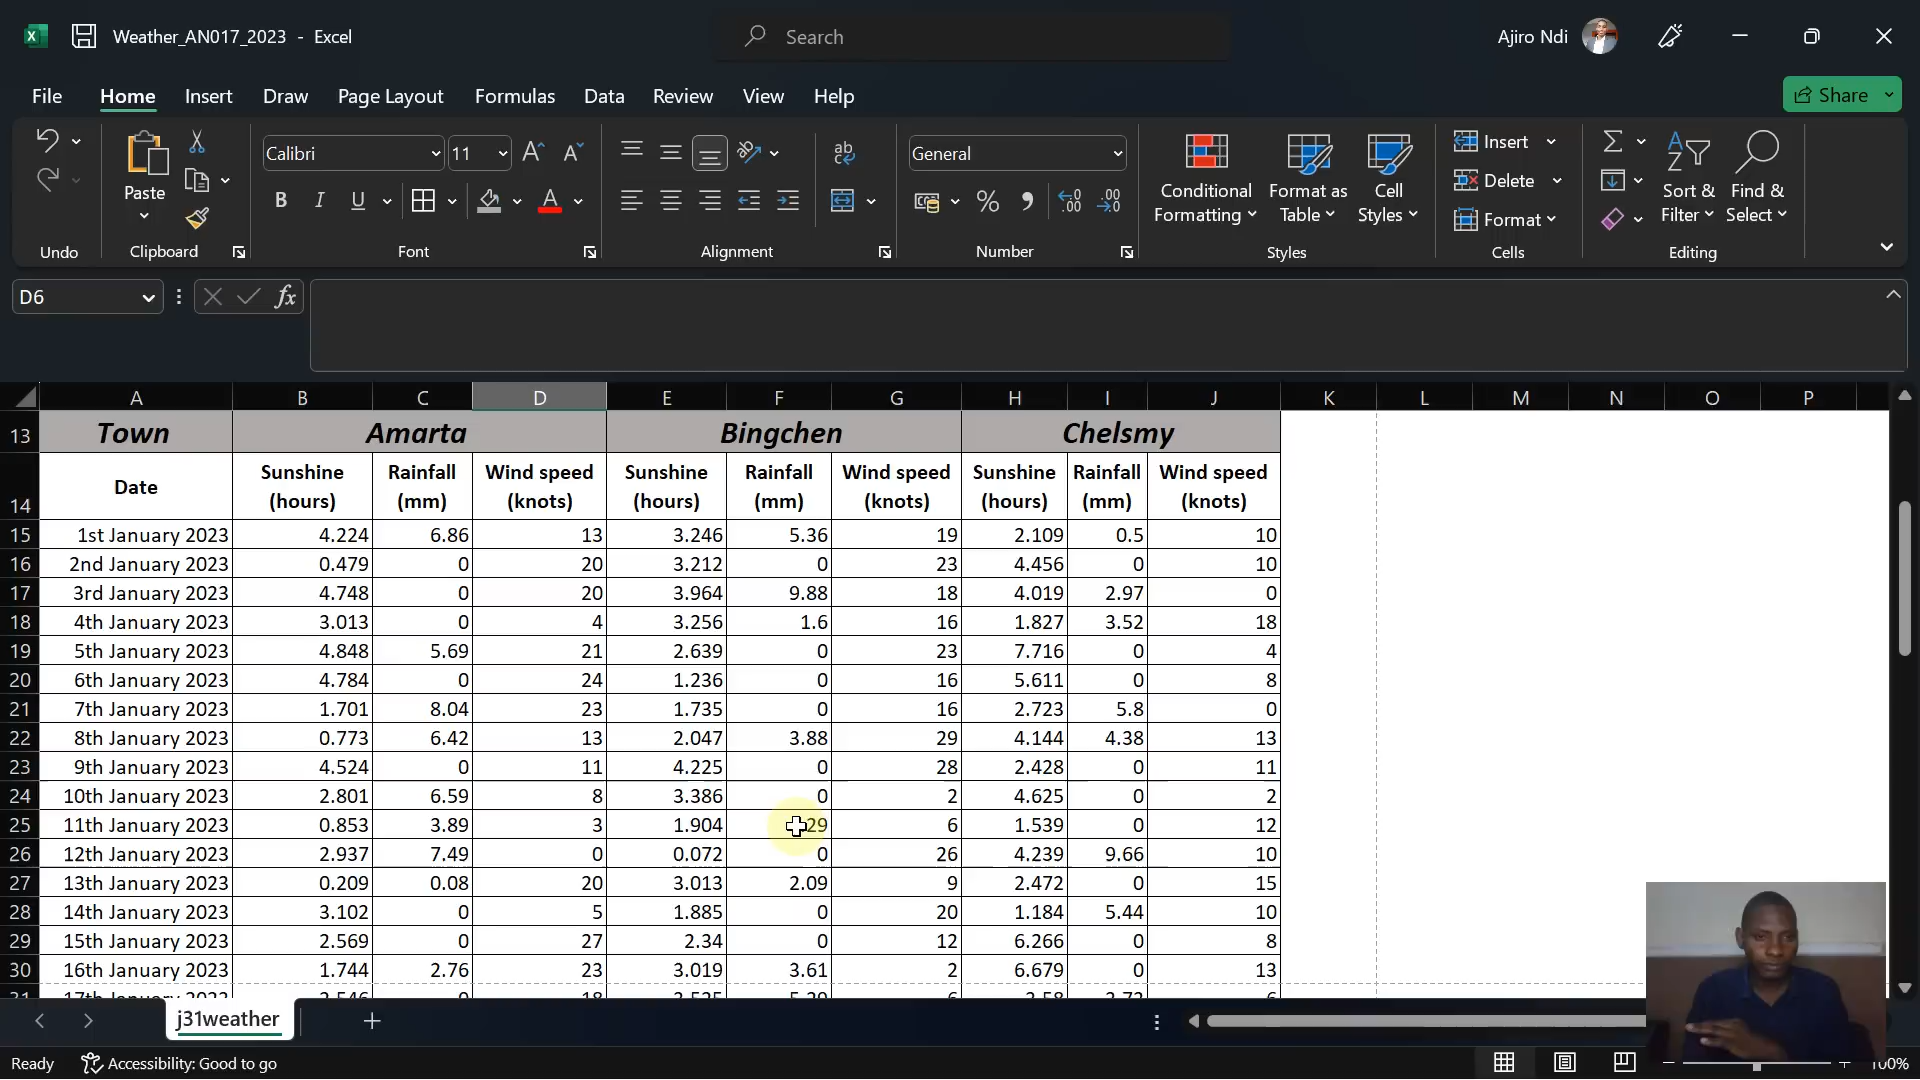 Weather_AN017_2023 - Excel
Search
Ajiro Ndi
File Home Insert Draw Page Layout Formulas Data Review View Help
Share
Paste
Calibri 11
B I U A
ab
General
Conditional Formatting
Format as Table
Cell Styles
Insert
Delete
Format
Sort & Filter
Find & Select
Undo Clipboard Font Alignment Number Styles Cells Editing
D6 fx
A B C D E F G H I J K L M N O P
13 Town Amarta Bingchen Chelsmy
14 Date Sunshine (hours) Rainfall (mm) Wind speed (knots) Sunshine (hours) Rainfall (mm) Wind speed (knots) Sunshine (hours) Rainfall (mm) Wind speed (knots)
15 1st January 2023 4.224 6.86 13 3.246 5.36 19 2.109 0.5 10
16 2nd January 2023 0.479 0 20 3.212 0 23 4.456 0 10
17 3rd January 2023 4.748 0 20 3.964 9.88 18 4.019 2.97 0
18 4th January 2023 3.013 0 4 3.256 1.6 16 1.827 3.52 18
19 5th January 2023 4.848 5.69 21 2.639 0 23 7.716 0 4
20 6th January 2023 4.784 0 24 1.236 0 16 5.611 0 8
21 7th January 2023 1.701 8.04 23 1.735 0 16 2.723 5.8 0
22 8th January 2023 0.773 6.42 13 2.047 3.88 29 4.144 4.38 13
23 9th January 2023 4.524 0 11 4.225 0 28 2.428 0 11
24 10th January 2023 2.801 6.59 8 3.386 0 2 4.625 0 2
25 11th January 2023 0.853 3.89 3 1.904 6 1.539 0 12
26 12th January 2023 2.937 7.49 0 0.072 0 26 4.239 9.66 10
27 13th January 2023 0.209 0.08 20 3.013 2.09 9 2.472 0 15
28 14th January 2023 3.102 0 5 1.885 0 20 1.184 5.44 10
29 15th January 2023 2.569 0 27 2.34 0 12 6.266 0 8
30 16th January 2023 1.744 2.76 23 3.019 3.61 2 6.679 0 13
j31weather
Ready Accessibility: Good to go 100%